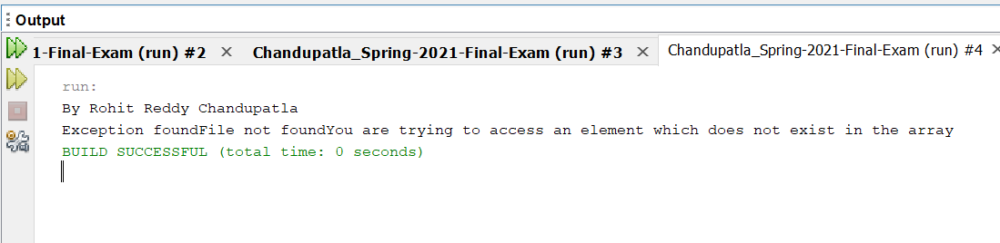 Output
1-Final-Exam (run) #2 × Chandupatla_Spring-2021-Final-Exam (run) #3 × Chandupatla_Spring-2021-Final-Exam (run) #4 ×
run:
By Rohit Reddy Chandupatla
Exception foundFile not foundYou are trying to access an element which does not exist in the array
BUILD SUCCESSFUL (total time: 0 seconds)